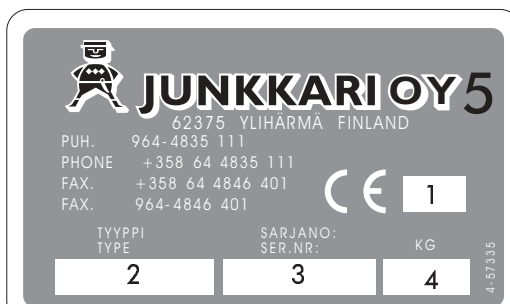 JUNKKARI OY 5
62375 YLIHÄRMÄ FINLAND
PUH. 964-4835 111
PHONE +358 64 4835 111
FAX. +358 64 4846 401
FAX. 964-4846 401
CE 1
TYYPPI SARJANO:
TYPE SER.NR: KG
2 3 4
4-57335